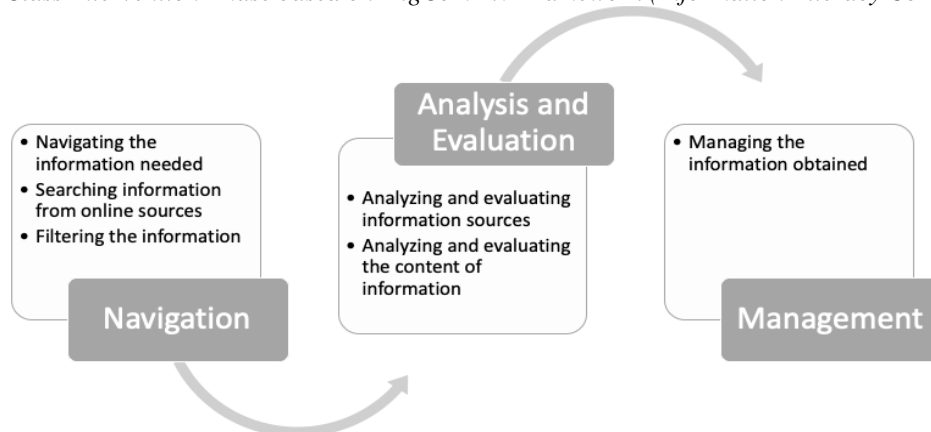 • Navigating the
information needed
• Searching information
from online sources
• Filtering the information
Navigation
Analysis and
Evaluation
• Analyzing and evaluating
information sources
• Analyzing and evaluating
the content of
information
• Managing the
information obtained
Management